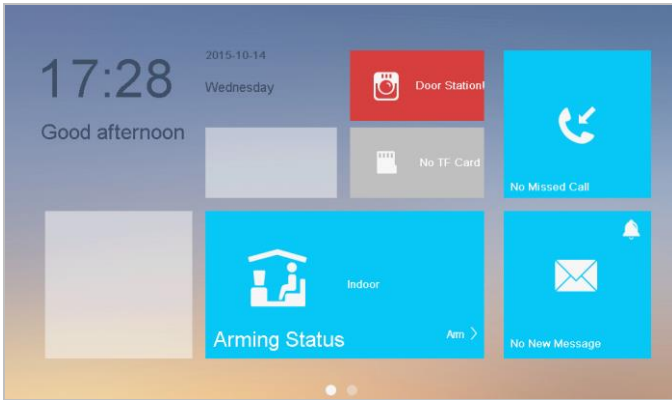 17:28
2015-10-14
Wednesday
Good afternoon
Door Station
No TF Card
No Missed Call
Indoor
Arming Status
Arm
No New Message